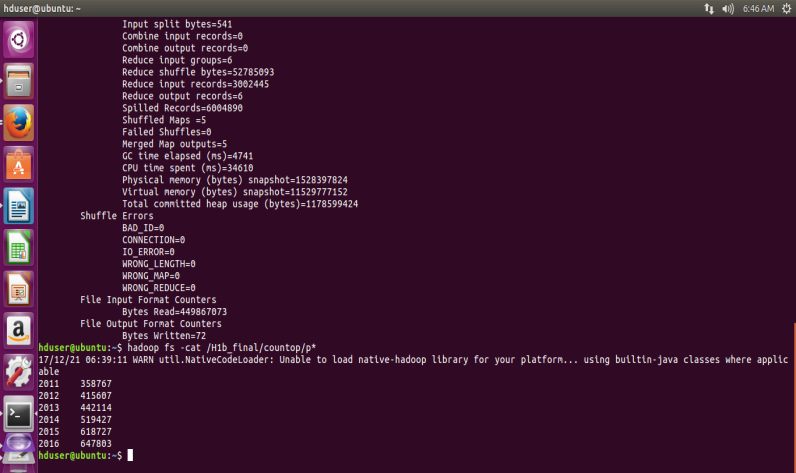 hduser@ubuntu: ~
6:46 AM
Input split bytes=541
Combine input records=0
Combine output records=0
Reduce input groups=6
Reduce shuffle bytes=52785093
Reduce input records=3002445
Reduce output records=6
Spilled Records=6004890
Shuffled Maps =5
Failed Shuffles=0
Merged Map outputs=5
GC time elapsed (ms)=4741
CPU time spent (ms)=34610
Physical memory (bytes) snapshot=1528397824
Virtual memory (bytes) snapshot=11529777152
Total committed heap usage (bytes)=1178599424
Shuffle Errors
BAD_ID=0
CONNECTION=0
IO_ERROR=0
WRONG_LENGTH=0
WRONG_MAP=0
WRONG_REDUCE=0
File Input Format Counters
Bytes Read=449867073
File Output Format Counters
Bytes Written=72
hduser@ubuntu:~$ hadoop fs -cat /H1b_final/countop/p*
17/12/21 06:39:11 WARN util.NativeCodeLoader: Unable to load native-hadoop library for your platform... using builtin-java classes where applic
able
2011 358767
2012 415607
2013 442114
2014 519427
2015 618727
2016 647803
hduser@ubuntu:~$